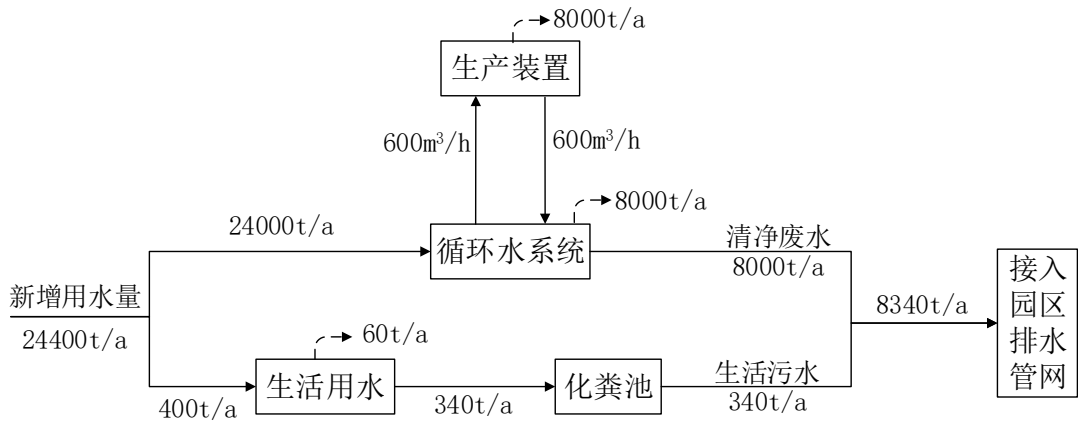 8000t/a
生产装置
600m³/h
600m³/h
8000t/a
24000t/a
循环水系统
清净废水
8000t/a
新增用水量
24400t/a
8340t/a
接入
园区
排水
管网
60t/a
生活用水
400t/a
340t/a
化粪池
生活污水
340t/a